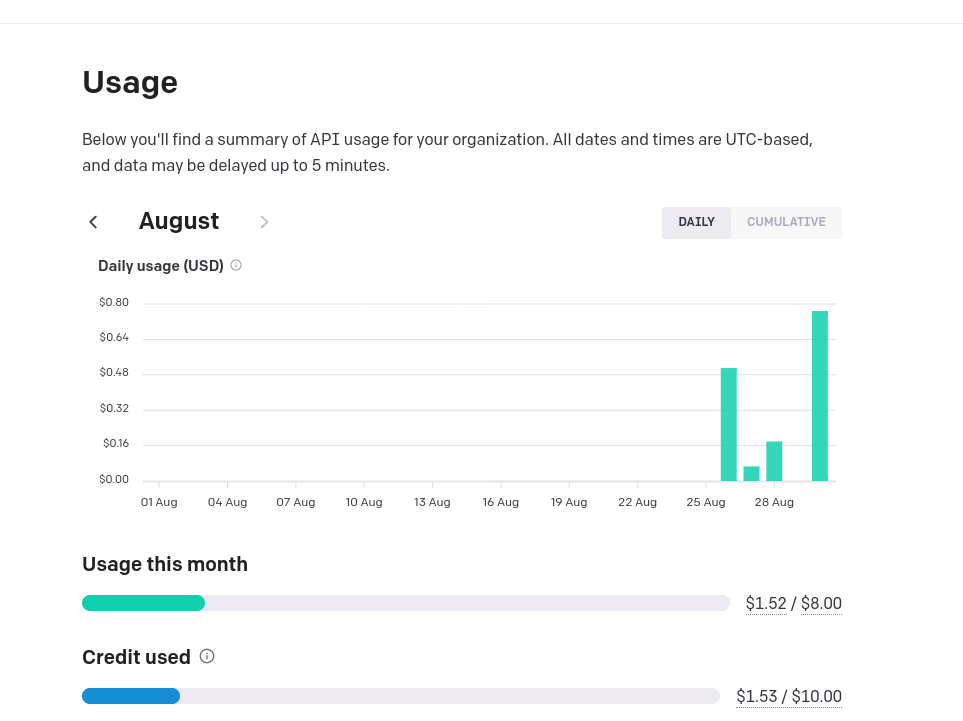 Usage
Below you'll find a summary of API usage for your organization. All dates and times are UTC-based,
and data may be delayed up to 5 minutes.
August
DAILY CUMULATIVE
Daily usage (USD)
$0.80
$0.64
$0.48
$0.32
$0.16
$0.00
01 Aug 04 Aug 07 Aug 10 Aug 13 Aug 16 Aug 19 Aug 22 Aug 25 Aug 28 Aug
Usage this month
$1.52 / $8.00
Credit used
$1.53 / $10.00